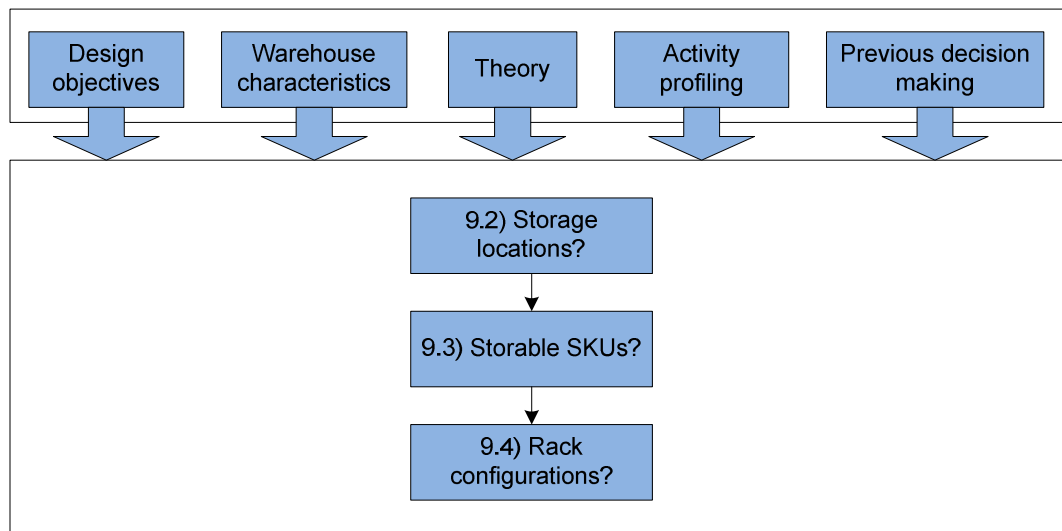 Design
objectives
Warehouse
characteristics
Theory
Activity
profiling
Previous decision
making
9.2) Storage
locations?
9.3) Storable SKUs?
9.4) Rack
configurations?